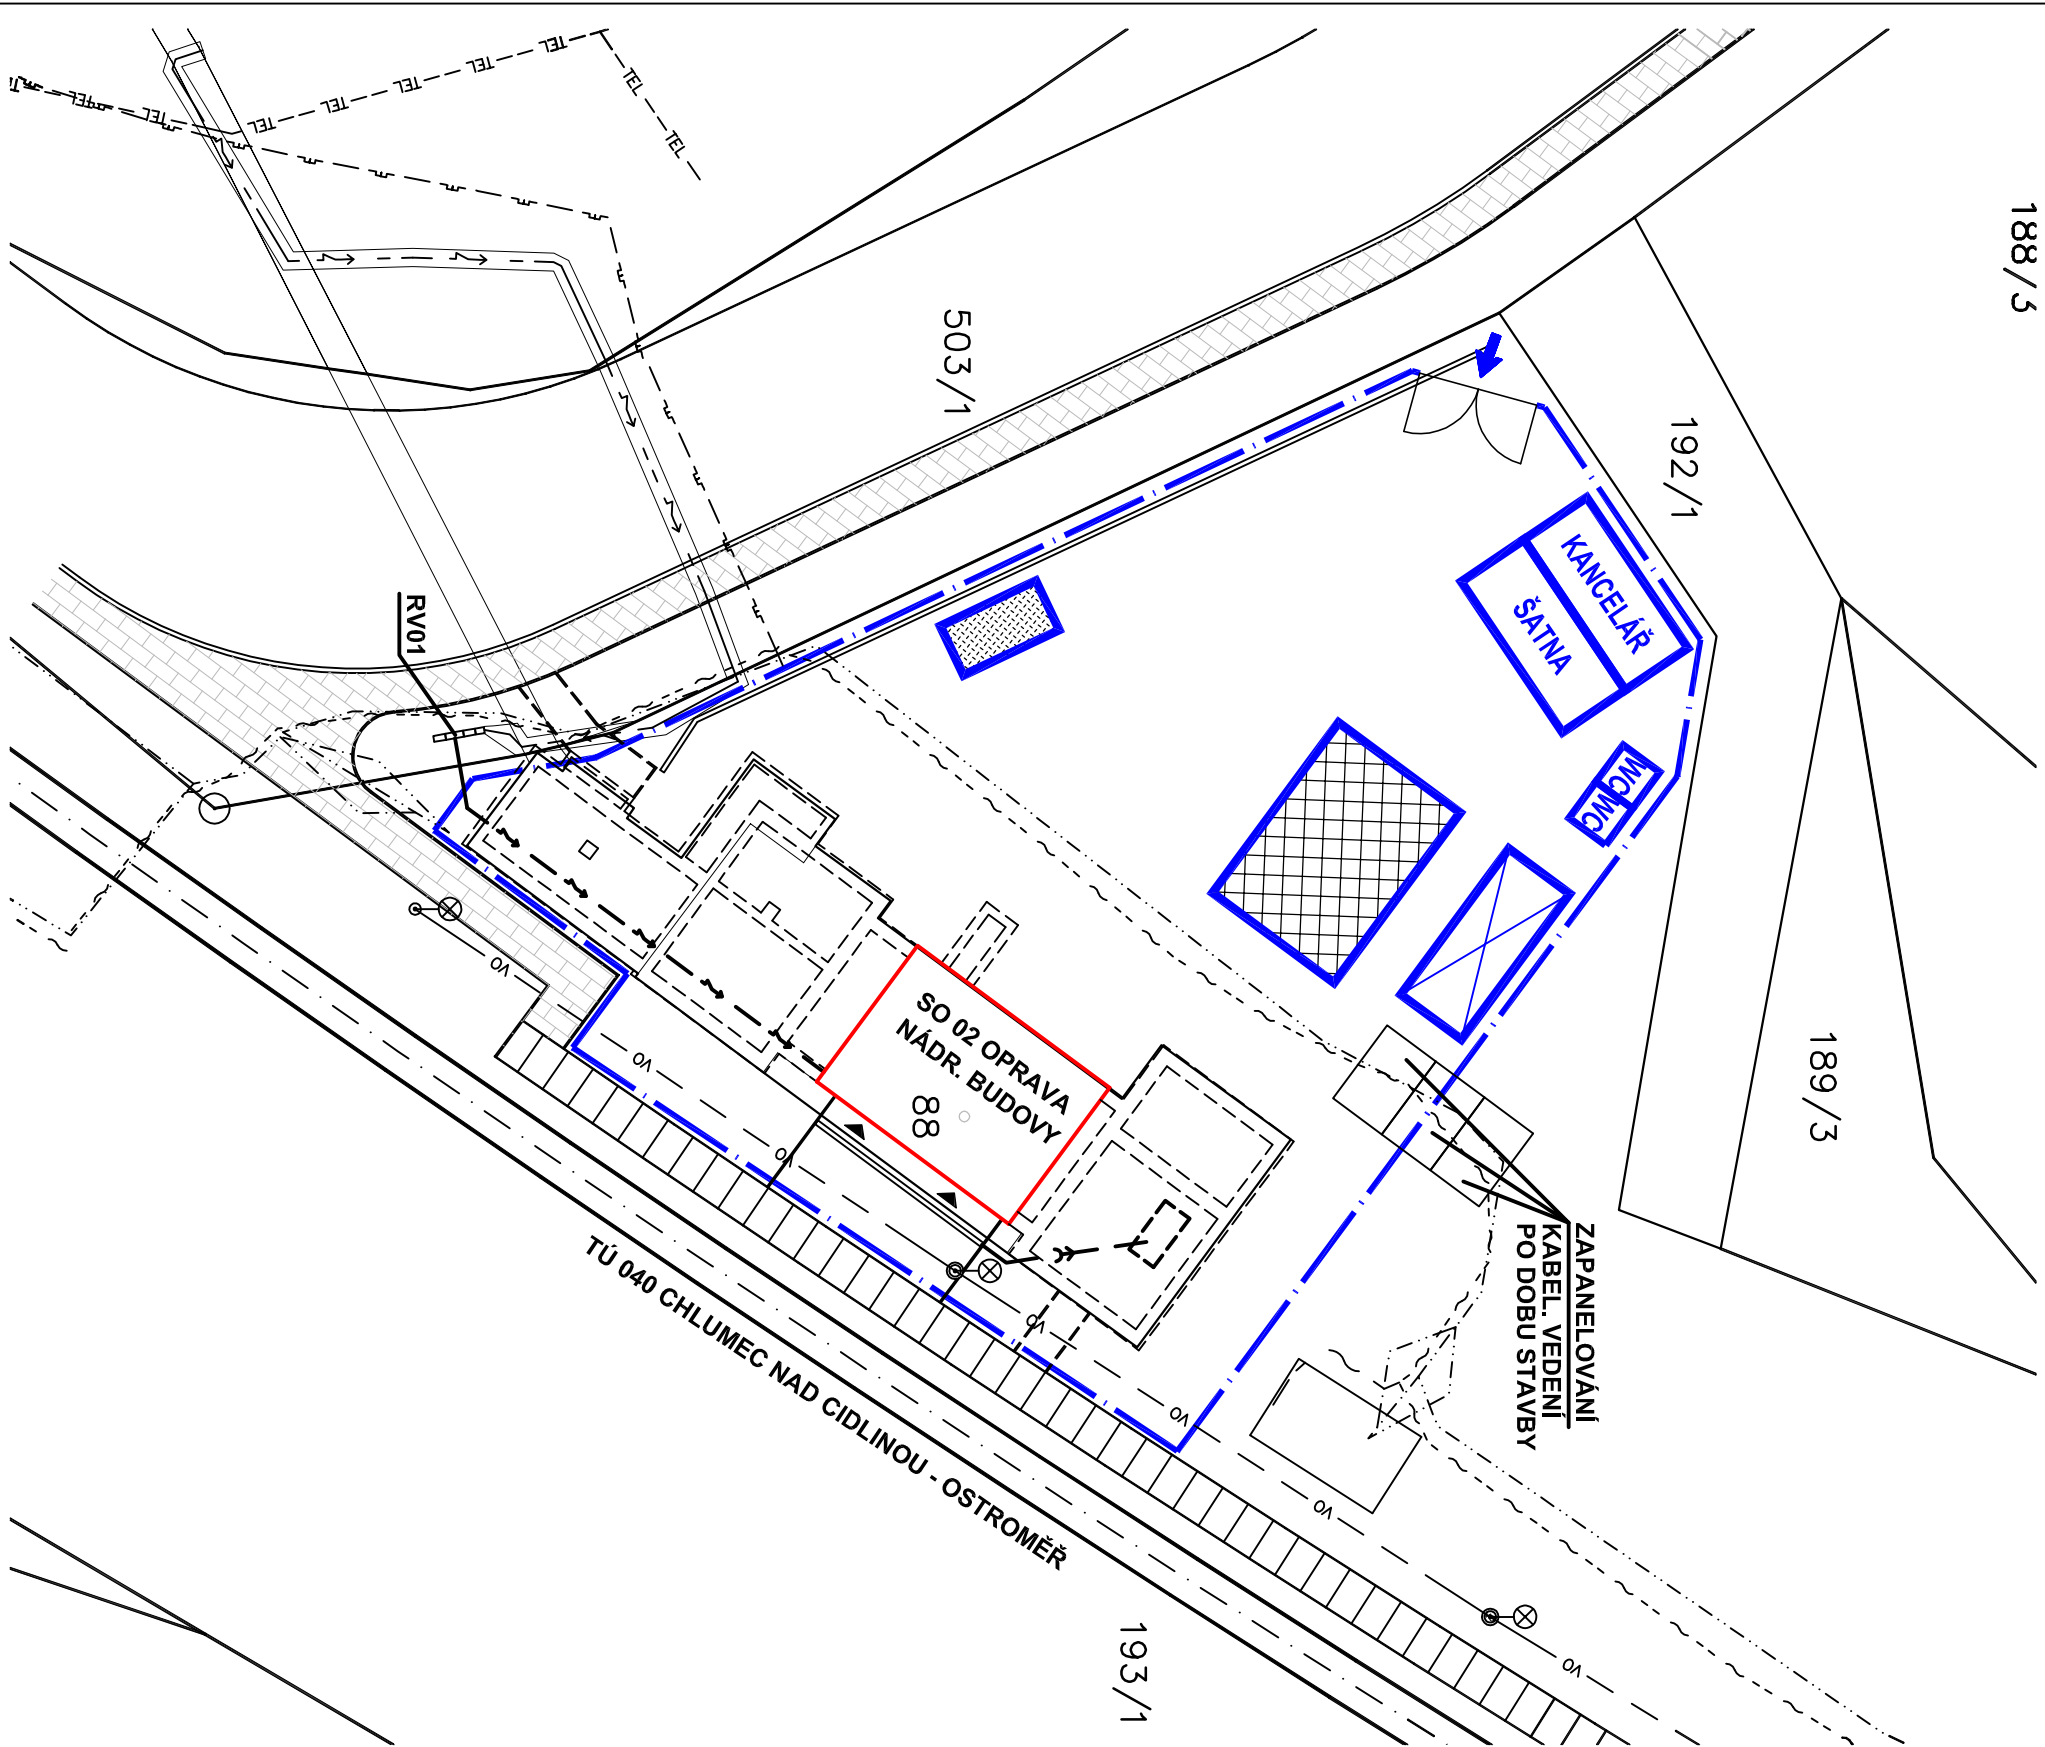 188/3
TEL
TEL
TEL
TEL
TEL
TEL
TEL
TEL
TEL
503/1
192/1
KANCELÁŘ
ŠATNA
WC
WC
RV01
189/3
SO 02 OPRAVA
NÁDR. BUDOVY
88
VO
VO
VO
VO
VO
VO
VO
ZAPANELOVÁNÍ
KABEL. VEDENÍ
PO DOBU STAVBY
TÚ 040 CHLUMEC NAD CIDLINOU - OSTROMĚŘ
193/1